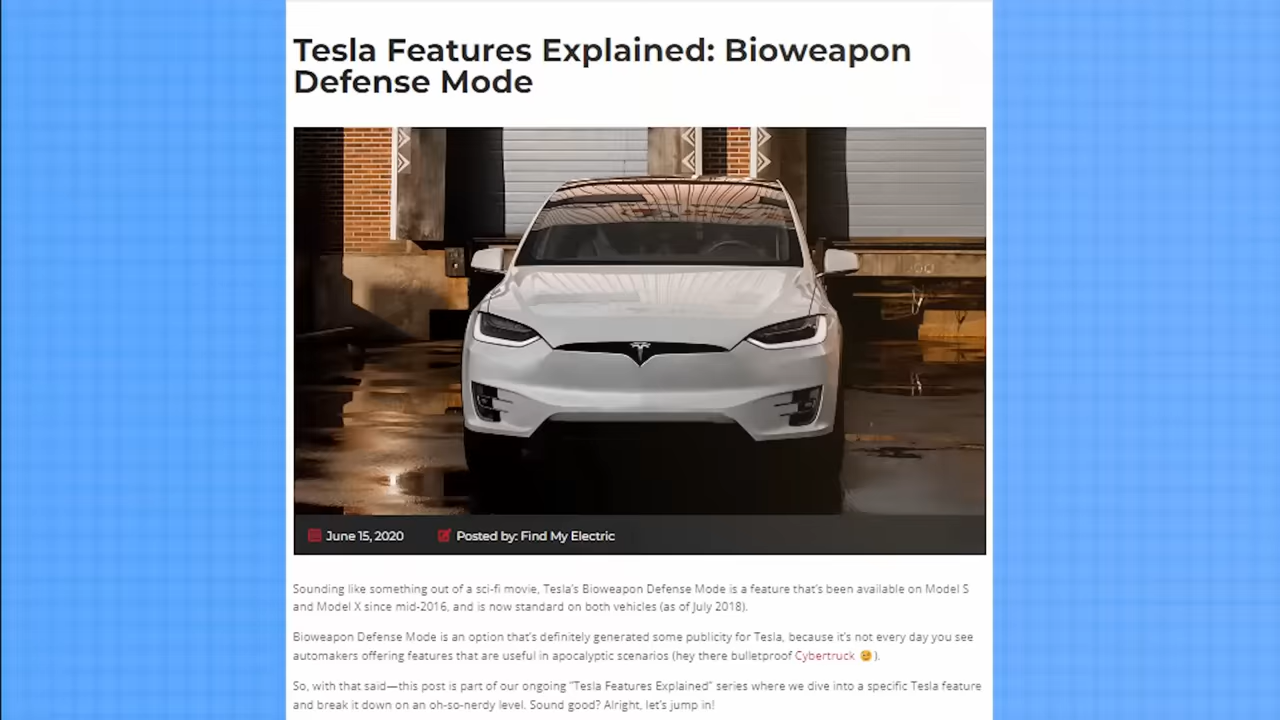 Tesla Features Explained: Bioweapon
Defense Mode
June 15, 2020 Posted by: Find My Electric
Sounding like something out of a sci-fi movie, Tesla's Bioweapon Defense Mode is a feature that's been available on Model S
and Model X since mid-2016, and is now standard on both vehicles (as of July 2018).
Bioweapon Defense Mode is an option that's definitely generated some publicity for Tesla, because it's not every day you see
automakers offering features that are useful in apocalyptic scenarios (hey there bulletproof Cybertruck 😉).
So, with that said—this post is part of our ongoing "Tesla Features Explained" series where we dive into a specific Tesla feature
and break it down on an oh-so-nerdy level. Sound good? Alright, let's jump in!